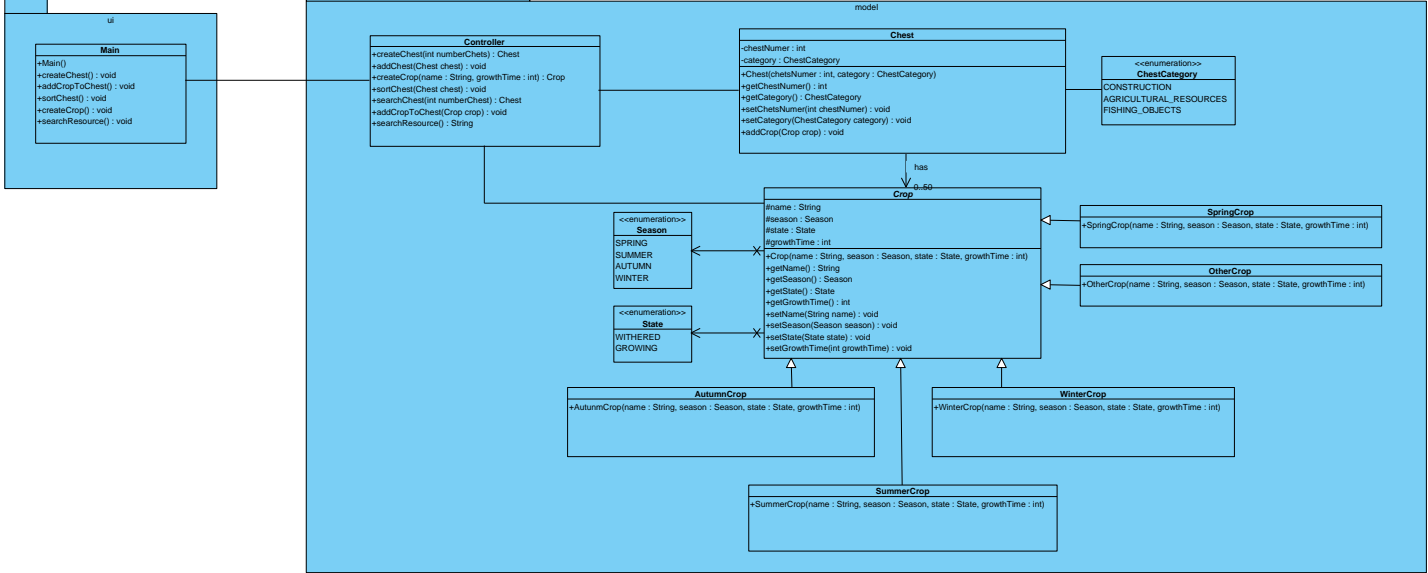 ui
Main
+Main()
+createChest() : void
+addCropToChest() : void
+sortChest() : void
+createCrop() : void
+searchResource() : void
model
Controller
+createChest(int numberChets) : Chest
+addChest(Chest chest) : void
+createCrop(name : String, growthTime : int) : Crop
+sortChest(Chest chest) : void
+searchChest(int numberChest) : Chest
+addCropToChest(Crop crop) : void
+searchResource() : String
Chest
-chestNumer : int
-category : ChestCategory
+Chest(chetsNumer : int, category : ChestCategory)
+getChestNumer() : int
+getCategory() : ChestCategory
+setChetsNumer(int chestNumer) : void
+setCategory(ChestCategory category) : void
+addCrop(Crop crop) : void
<<enumeration>>
ChestCategory
CONSTRUCTION
AGRICULTURAL_RESOURCES
FISHING_OBJECTS
has
0..50
Crop
#name : String
#season : Season
#state : State
#growthTime : int
+Crop(name : String, season : Season, state : State, growthTime : int)
+getName() : String
+getSeason() : Season
+getState() : State
+getGrowthTime() : int
+setName(String name) : void
+setSeason(Season season) : void
+setState(State state) : void
+setGrowthTime(int growthTime) : void
<<enumeration>>
Season
SPRING
SUMMER
AUTUMN
WINTER
<<enumeration>>
State
WITHERED
GROWING
SpringCrop
+SpringCrop(name : String, season : Season, state : State, growthTime : int)
OtherCrop
+OtherCrop(name : String, season : Season, state : State, growthTime : int)
AutumnCrop
+AutunmCrop(name : String, season : Season, state : State, growthTime : int)
WinterCrop
+WinterCrop(name : String, season : Season, state : State, growthTime : int)
SummerCrop
+SummerCrop(name : String, season : Season, state : State, growthTime : int)